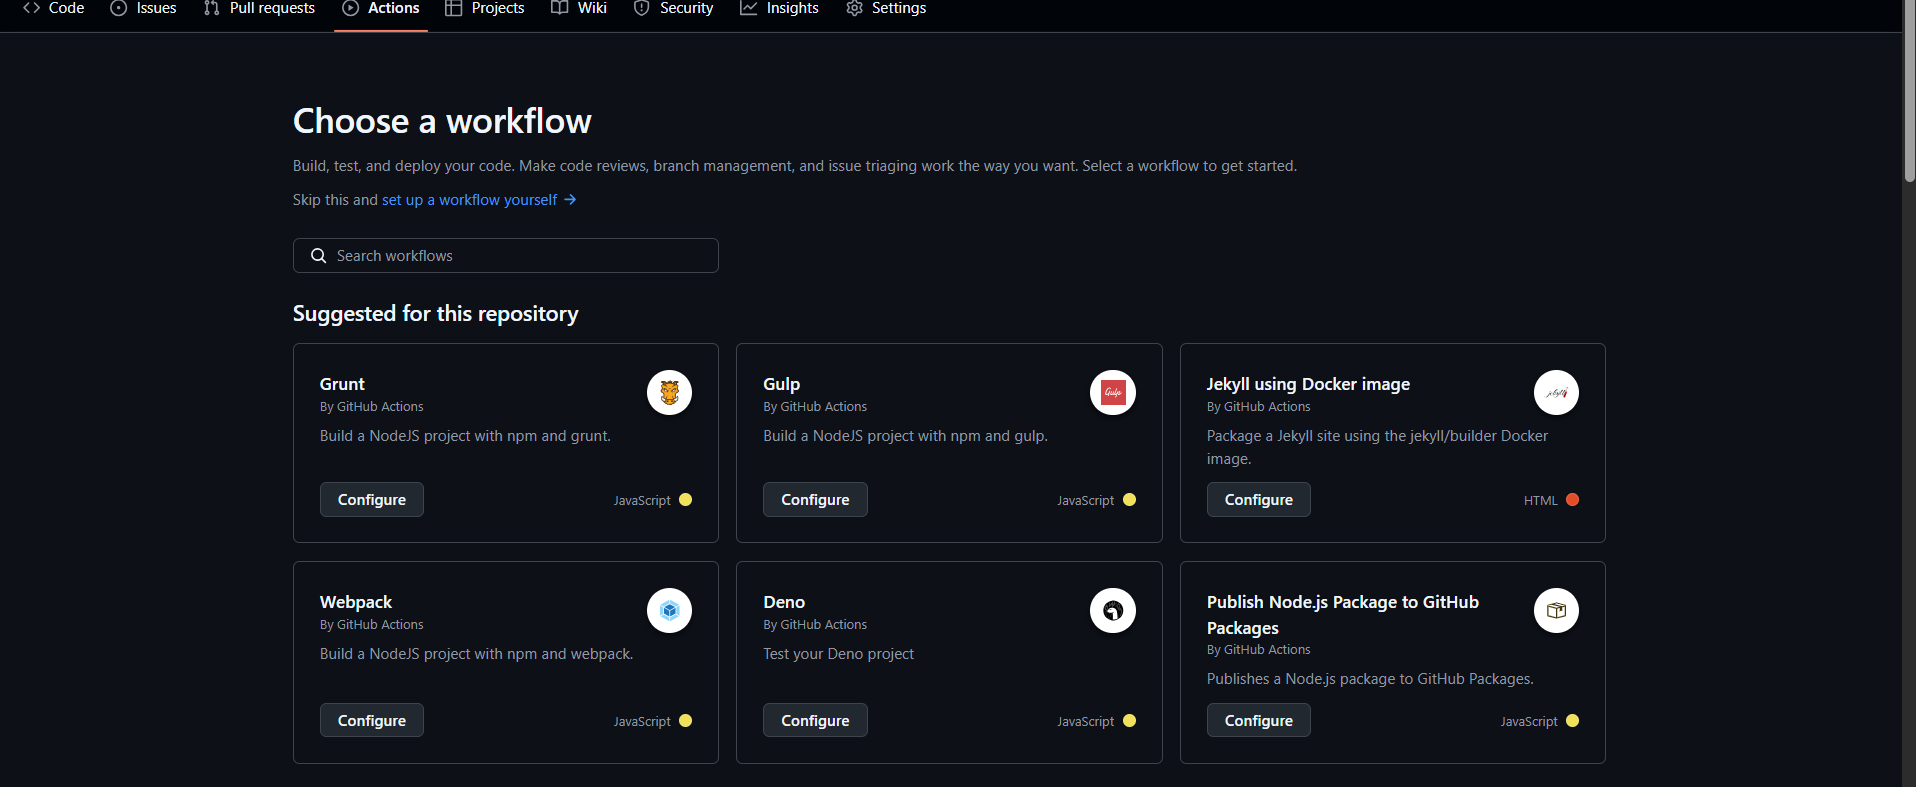 Code Issues Pull requests Actions Projects Wiki Security Insights Settings
Choose a workflow
Build, test, and deploy your code. Make code reviews, branch management, and issue triaging work the way you want. Select a workflow to get started.
Skip this and set up a workflow yourself →
Search workflows
Suggested for this repository
Grunt
By GitHub Actions
Build a NodeJS project with npm and grunt.
Configure
JavaScript
Gulp
Gulp
By GitHub Actions
Build a NodeJS project with npm and gulp.
Configure
JavaScript
Jekyll using Docker image
jekyll
By GitHub Actions
Package a Jekyll site using the jekyll/builder Docker
image.
Configure
HTML
Webpack
By GitHub Actions
Build a NodeJS project with npm and webpack.
Configure
JavaScript
Deno
By GitHub Actions
Test your Deno project
Configure
JavaScript
Publish Node.js Package to GitHub
Packages
By GitHub Actions
Publishes a Node.js package to GitHub Packages.
Configure
JavaScript